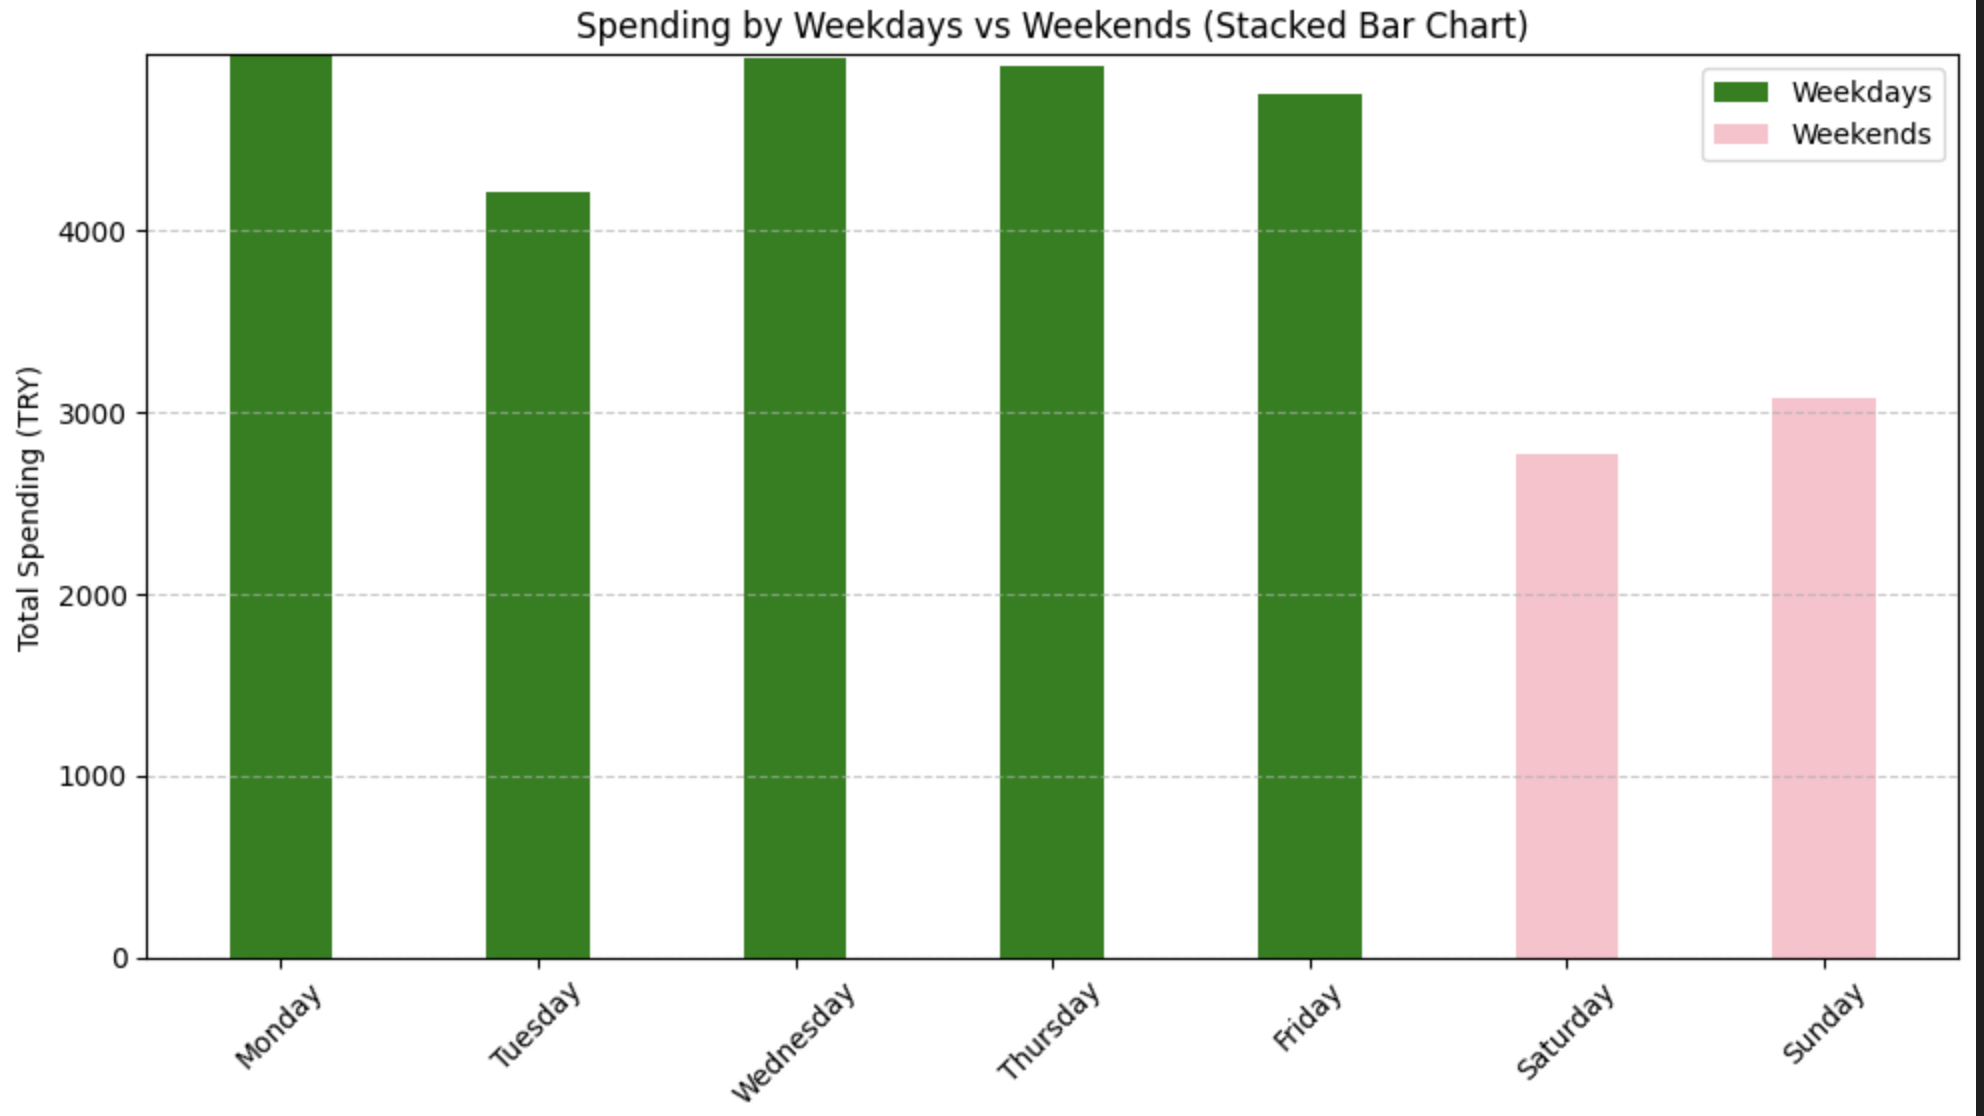 Spending by Weekdays vs Weekends (Stacked Bar Chart)
Weekdays
Weekends
Total Spending (TRY)
4000
3000
2000
1000
0
Monday
Tuesday
Wednesday
Thursday
Friday
Saturday
Sunday